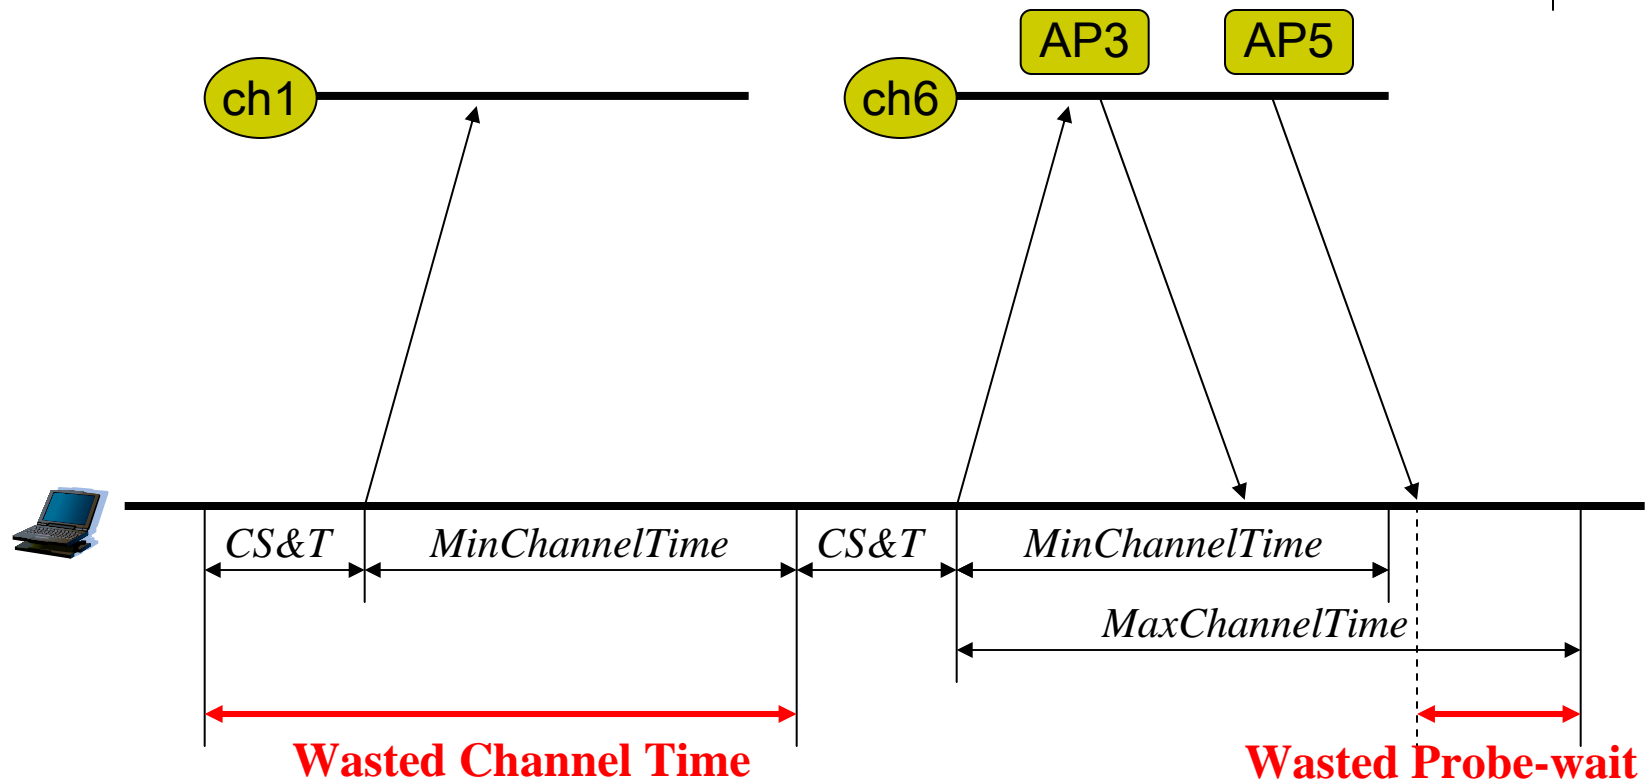 AP3
AP5
ch1
ch6
CS&T
MinChannelTime
CS&T
MinChannelTime
MaxChannelTime
Wasted Channel Time
Wasted Probe-wait